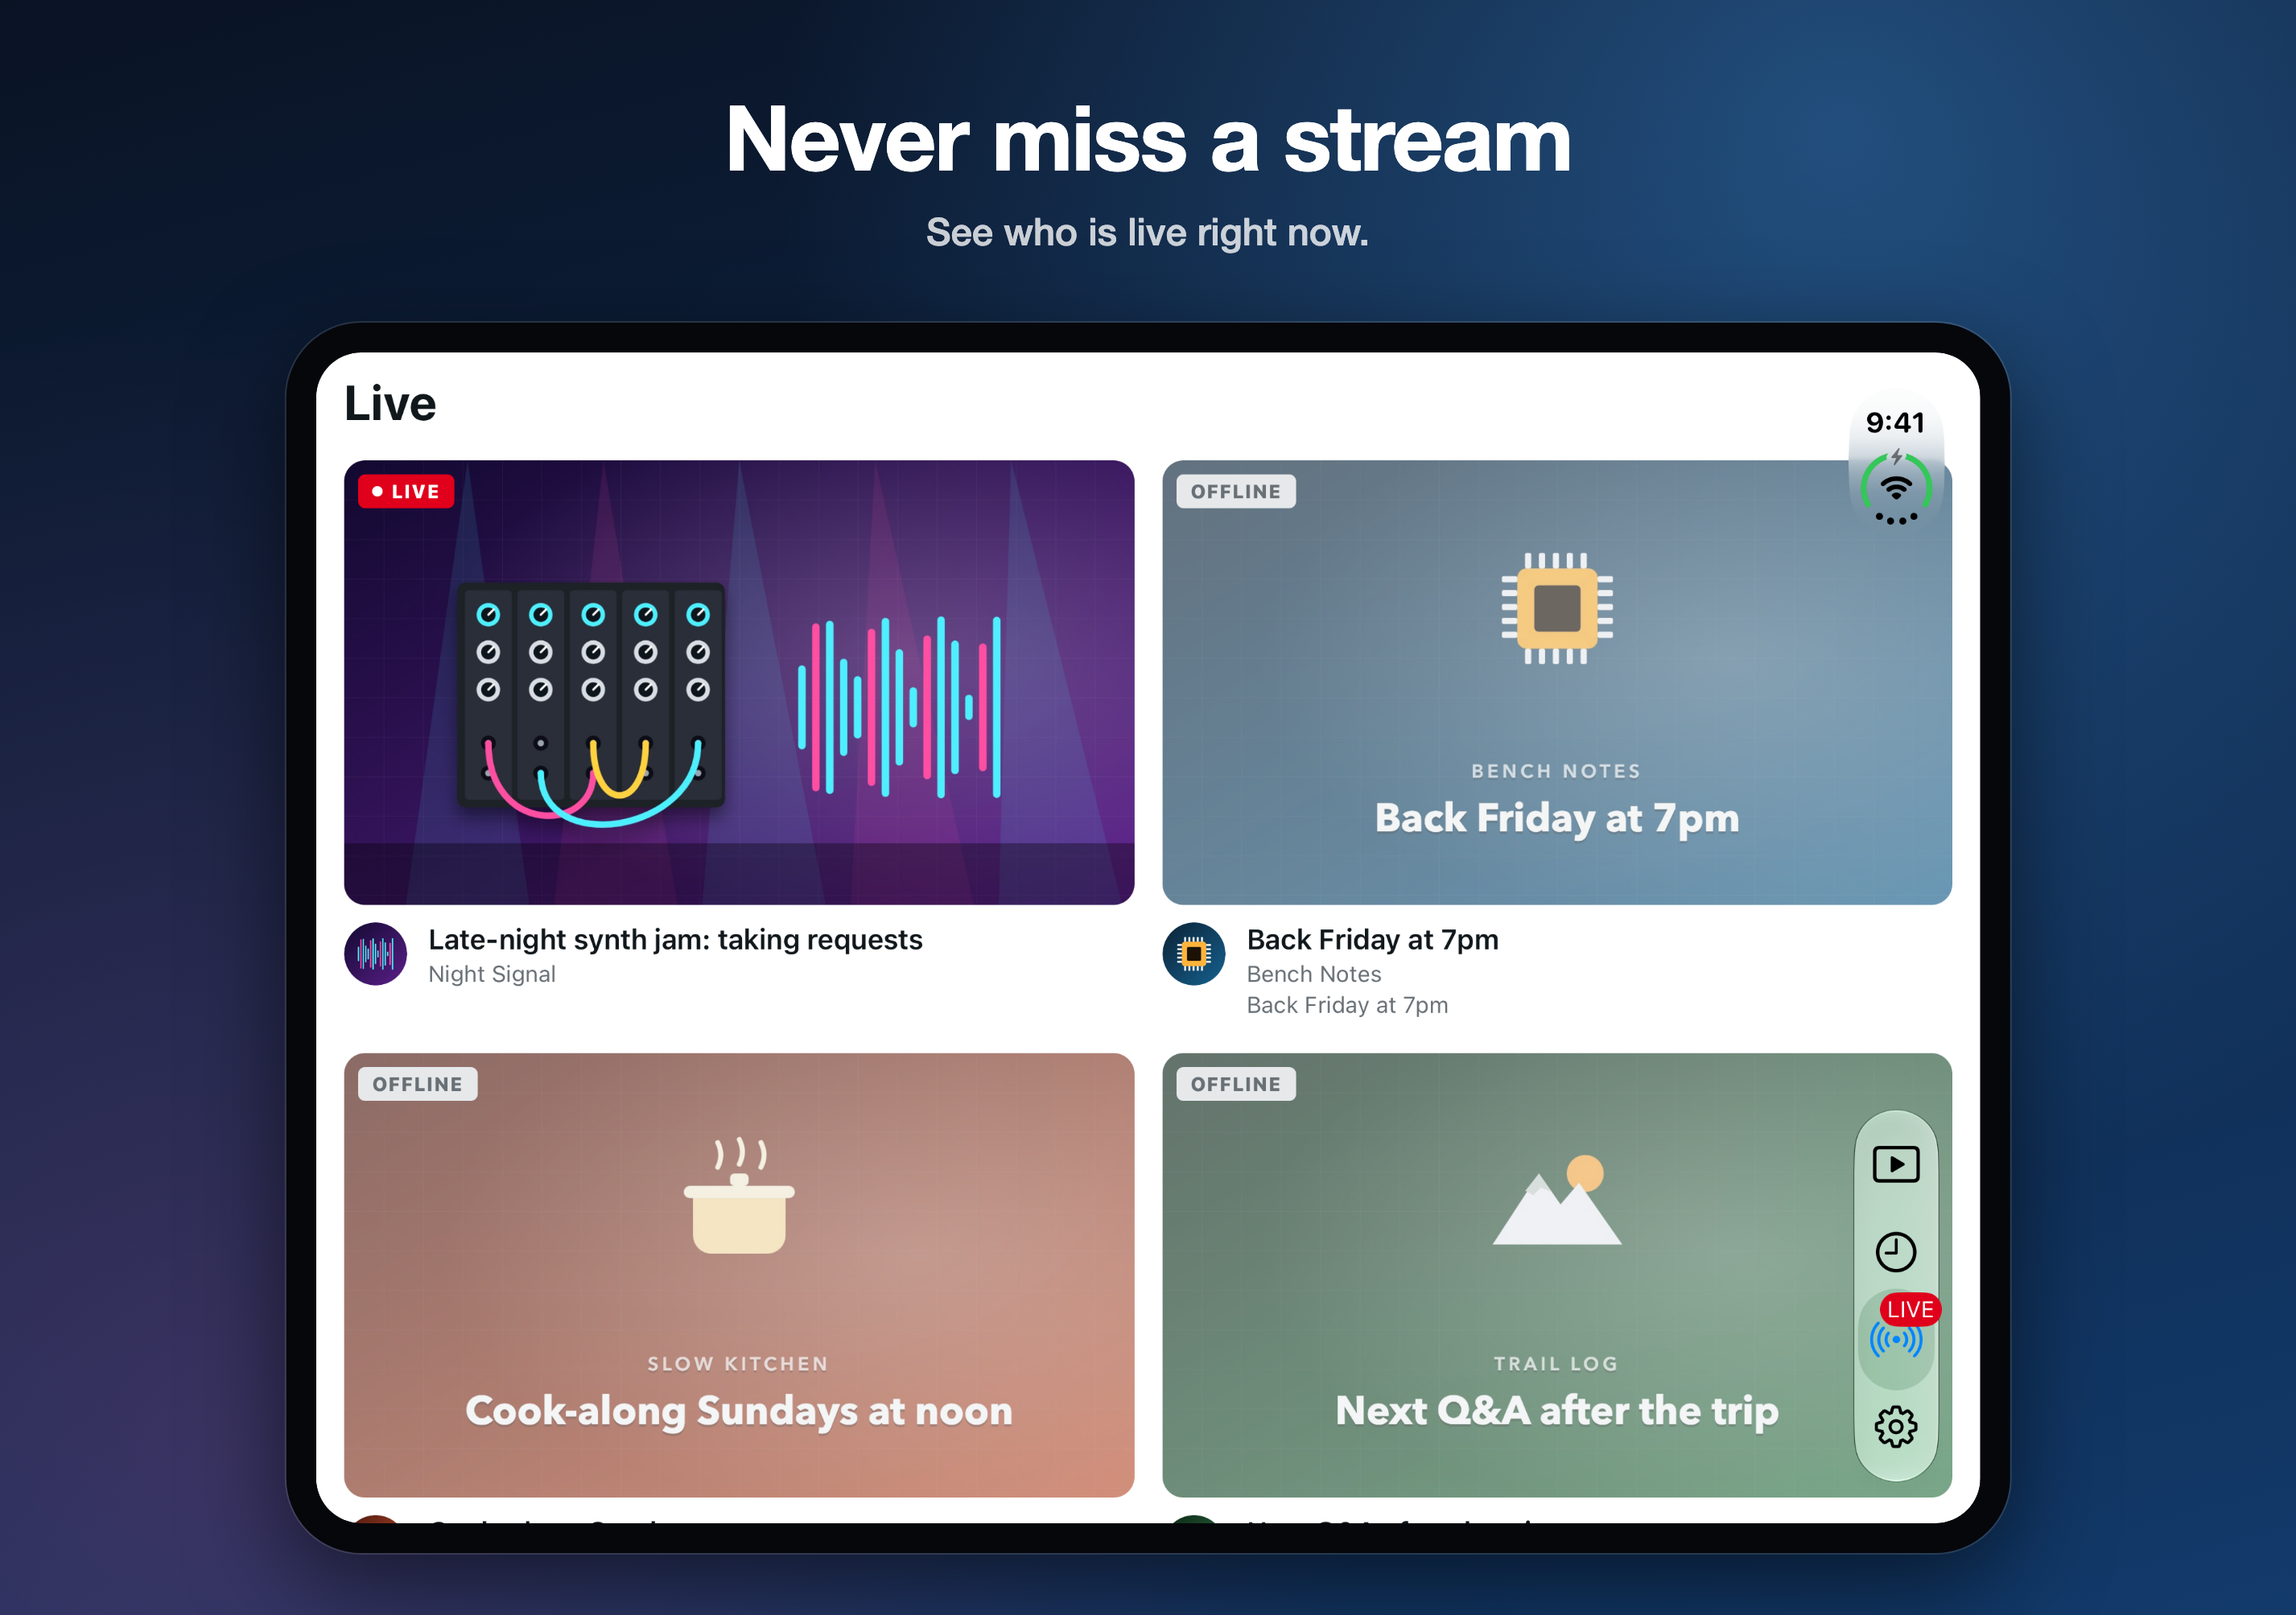 Never miss a stream
See who is live right now.
Live
9:41
LIVE
OFFLINE
BENCH NOTES
Back Friday at 7pm
Late-night synth jam: taking requests
Night Signal
Back Friday at 7pm
Bench Notes
Back Friday at 7pm
OFFLINE
SLOW KITCHEN
Cook-along Sundays at noon
OFFLINE
TRAIL LOG
Next Q&A after the trip
LIVE